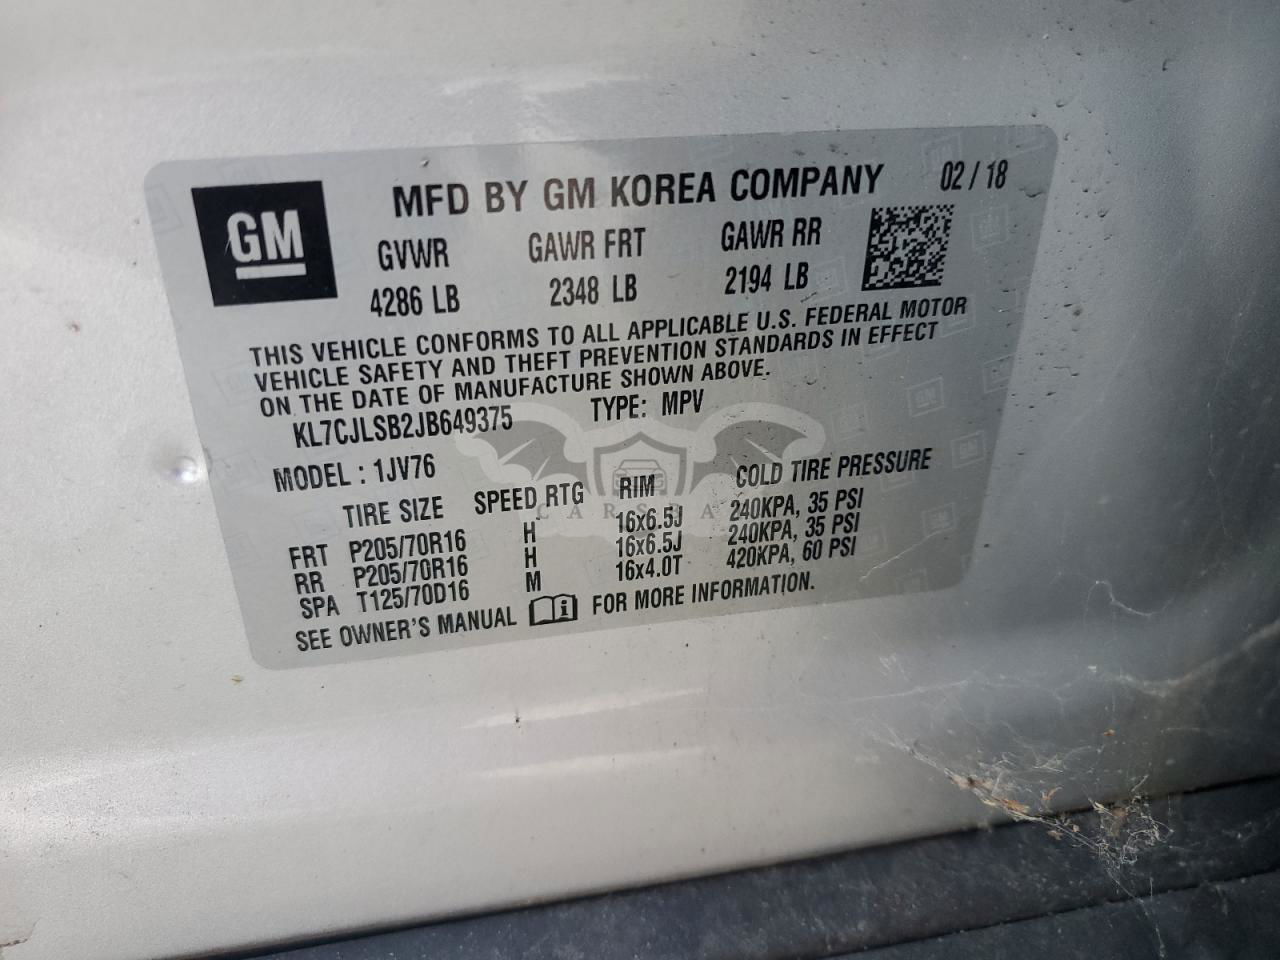 GM
MFD BY GM KOREA COMPANY 02 / 18
GVWR GAWR FRT GAWR RR
4286 LB 2348 LB 2194 LB
THIS VEHICLE CONFORMS TO ALL APPLICABLE U.S. FEDERAL MOTOR
VEHICLE SAFETY AND THEFT PREVENTION STANDARDS IN EFFECT
ON THE DATE OF MANUFACTURE SHOWN ABOVE.
KL7CJLSB2JB649375 TYPE: MPV
MODEL : 1JV76
TIRE SIZE SPEED RTG RIM COLD TIRE PRESSURE
FRT P205/70R16 H 16x6.5J 240KPA, 35 PSI
RR P205/70R16 H 16x6.5J 240KPA, 35 PSI
SPA T125/70D16 M 16x4.0T 420KPA, 60 PSI
SEE OWNER'S MANUAL FOR MORE INFORMATION.